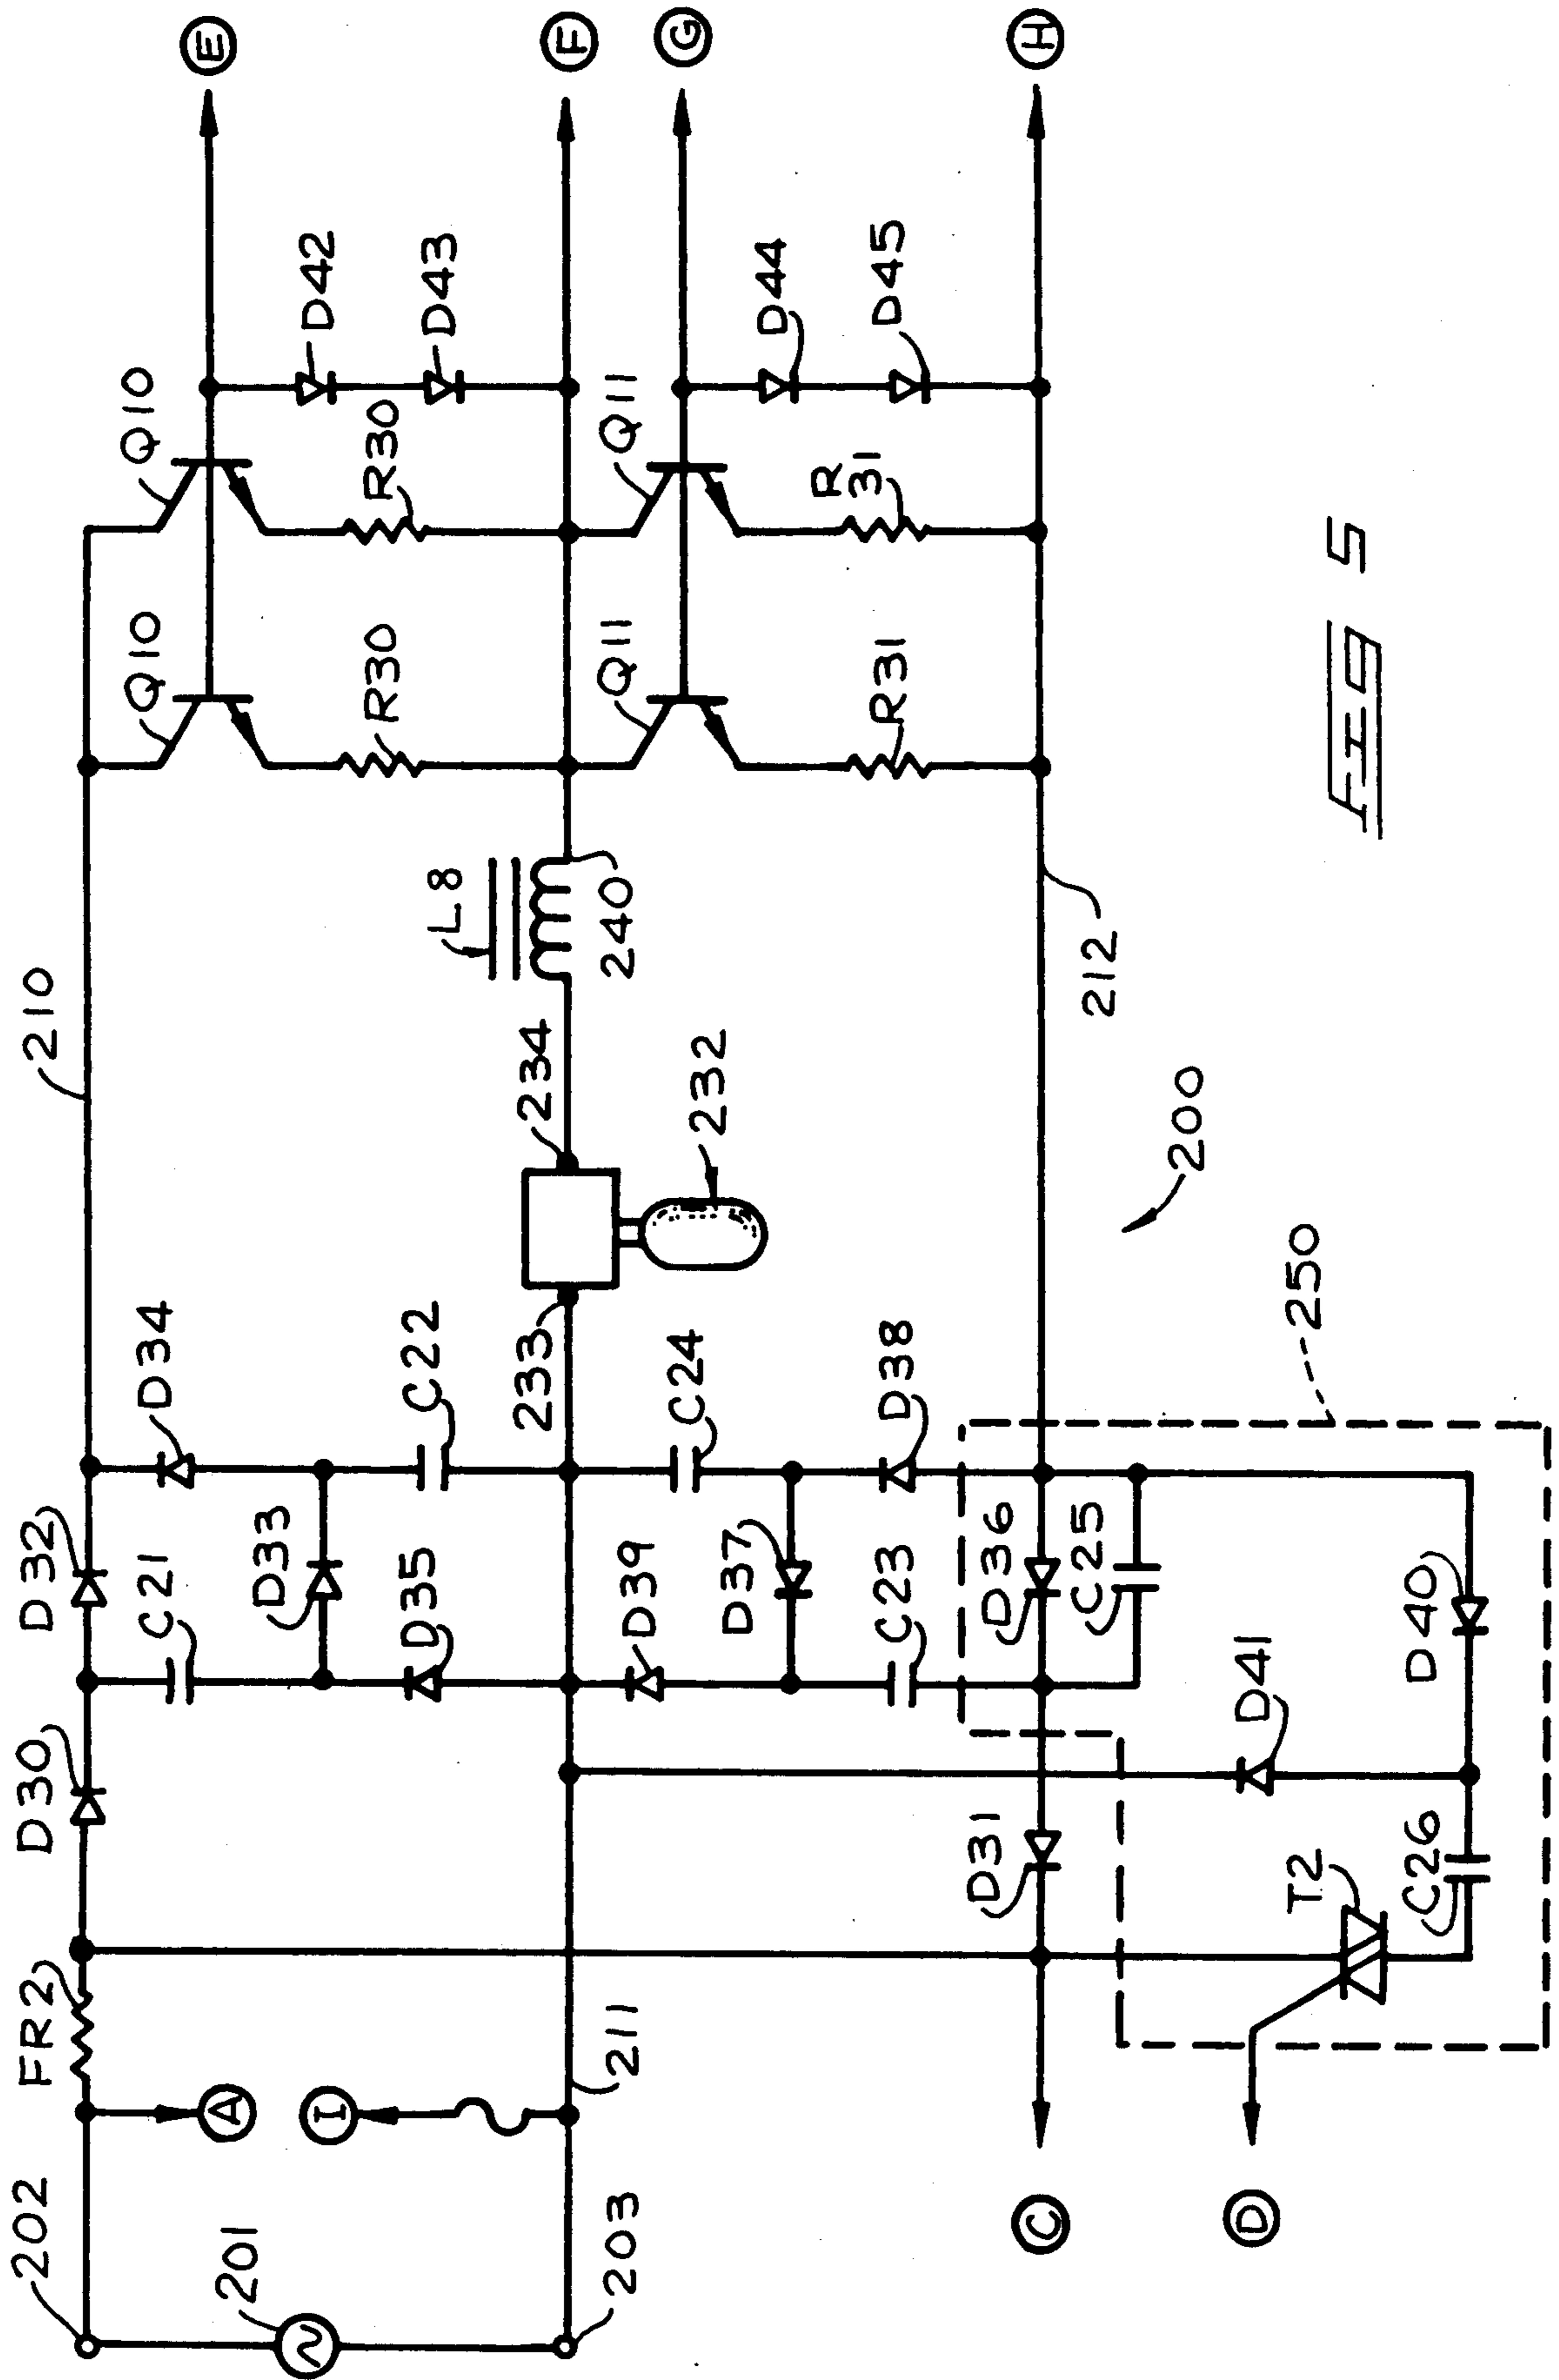 E
F
G
H
D42
D43
D44
D45
Q10
R30
Q11
R
31
Q10
R30
Q11
R31
L8
240
210
212
234
232
233
200
250
D34
C22
C24
D38
D32
C21
D33
D35
D39
D37
C23
D36
C25
D40
D30
D41
D31
T2
C26
FR2
A
I
211
202
201
203
C
D
FIG 5